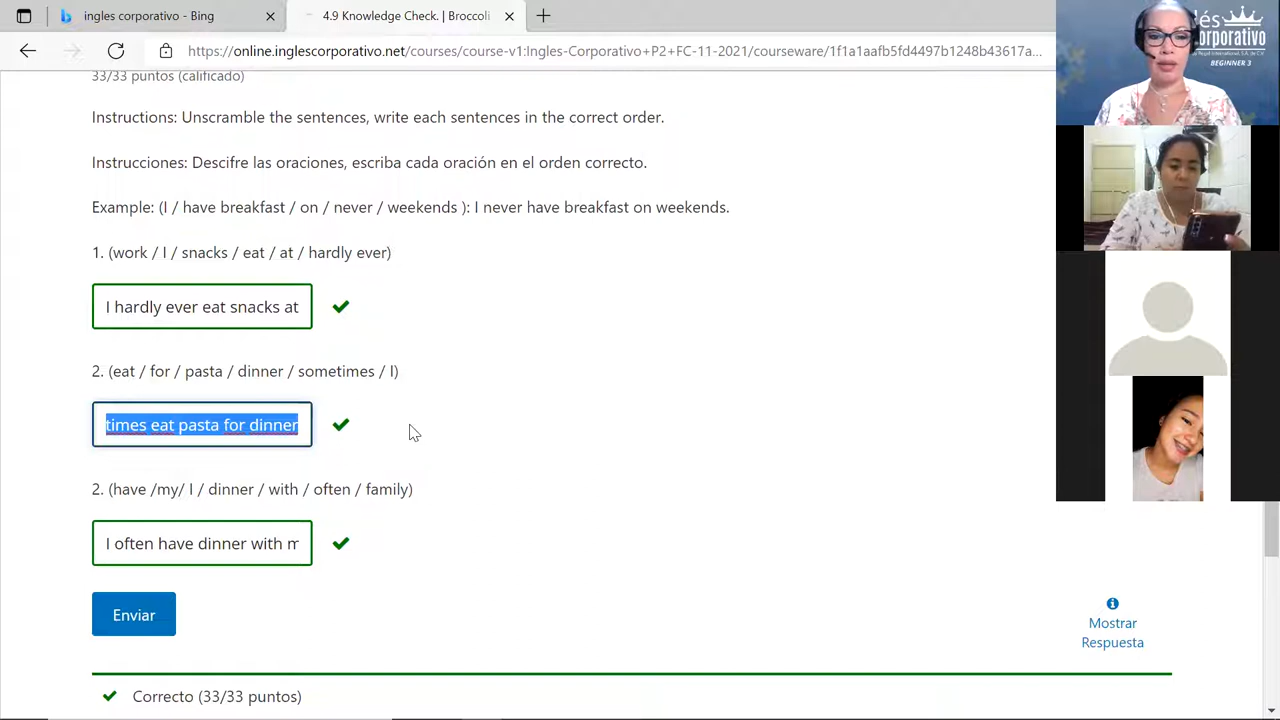 ingles corporativo - Bing
4.9 Knowledge Check. | Broccoli
https://online.inglescorporativo.net/courses/course-v1:Ingles-Corporativo+P2+FC-11-2021/courseware/1f1a1aafb5fd4497b1248b43617a...
és
orporativo
BEGINNER 3
33/33 puntos (calificado)
Instructions: Unscramble the sentences, write each sentences in the correct order.
Instrucciones: Descifre las oraciones, escriba cada oración en el orden correcto.
Example: (I / have breakfast / on / never / weekends ): I never have breakfast on weekends.
1. (work / I / snacks / eat / at / hardly ever)
I hardly ever eat snacks at
2. (eat / for / pasta / dinner / sometimes / I)
times eat pasta for dinner
2. (have /my/ I / dinner / with / often / family)
I often have dinner with m
Enviar
Mostrar
Respuesta
Correcto (33/33 puntos)